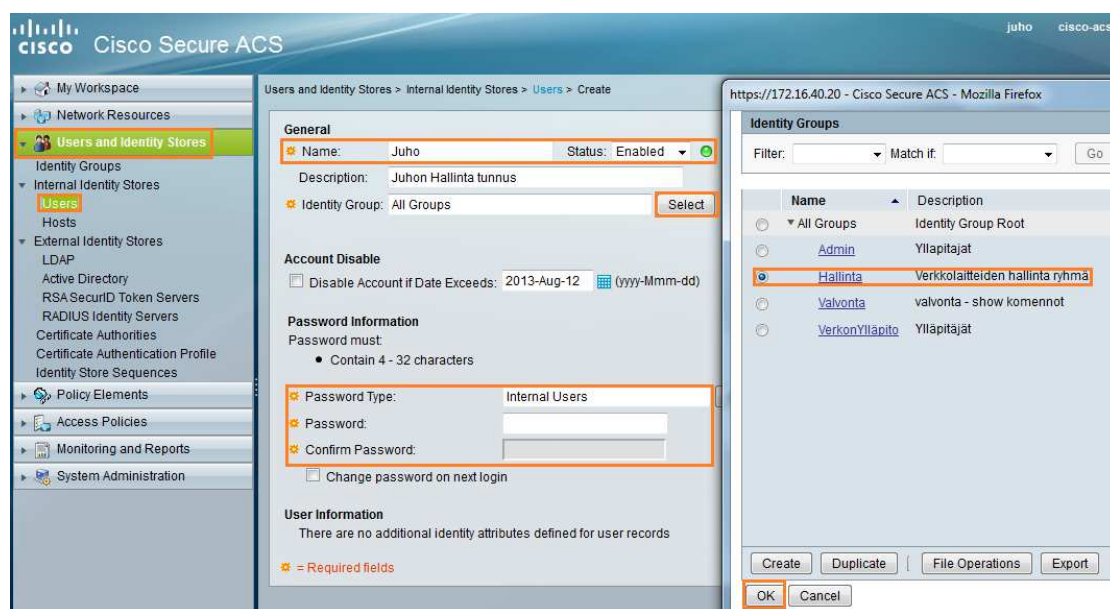 cisco Cisco Secure ACS
juho cisco-acs
My Workspace
Network Resources
Users and Identity Stores
Identity Groups
Internal Identity Stores
Users
Hosts
External Identity Stores
LDAP
Active Directory
RSA SecurID Token Servers
RADIUS Identity Servers
Certificate Authorities
Certificate Authentication Profile
Identity Store Sequences
Policy Elements
Access Policies
Monitoring and Reports
System Administration
Users and Identity Stores > Internal Identity Stores > Users > Create
General
Name: Juho Status: Enabled
Description: Juhon Hallinta tunnus
Identity Group: All Groups Select
Account Disable
Disable Account if Date Exceeds: 2013-Aug-12 (yyyy-Mmm-dd)
Password Information
Password must:
• Contain 4 - 32 characters
Password Type: Internal Users
Password:
Confirm Password:
Change password on next login
User Information
There are no additional identity attributes defined for user records
= Required fields
https://172.16.40.20 - Cisco Secure ACS - Mozilla Firefox
Identity Groups
Filter: Match if: Go
Name Description
All Groups Identity Group Root
Admin Yllapitajat
Hallinta Verkkolaitteiden hallinta ryhmä
Valvonta valvonta - show komennot
VerkonYlläpito Ylläpitäjät
Create Duplicate | File Operations Export
OK Cancel